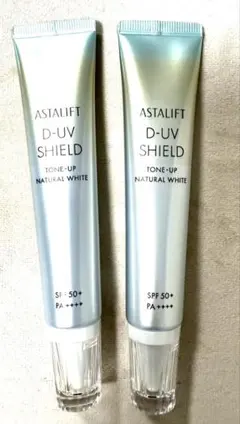 ASTALIFT
D-UV
SHIELD
TONE-UP
NATURAL WHITE
SPF 50+
PA++++
ASTALIFT
D-UV
SHIELD
TONE-UP
NATURAL WHITE
SPF 50+
PA++++